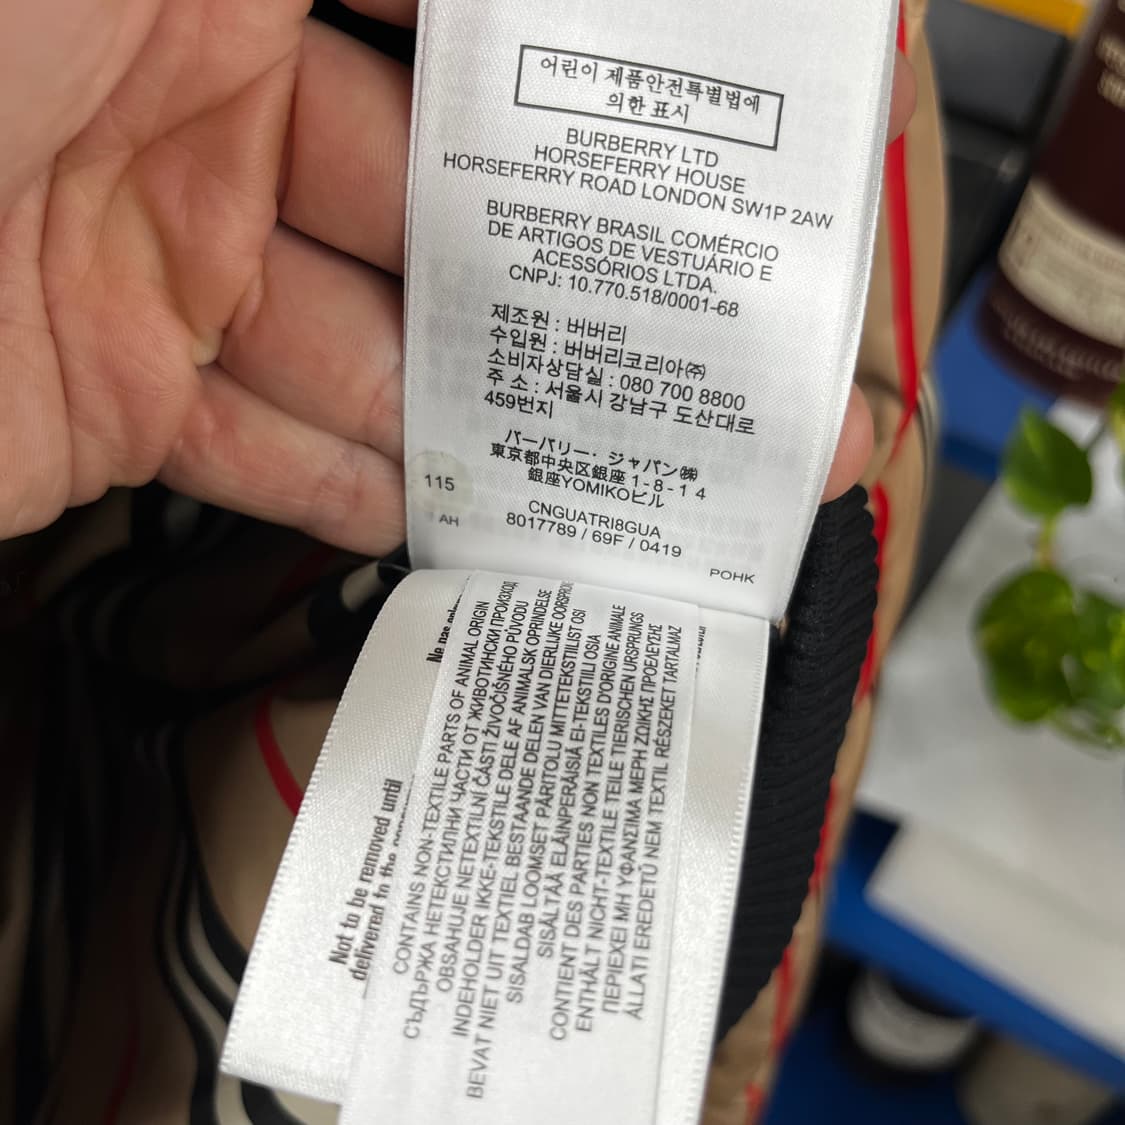 어린이 제품안전특별법에
의한 표시
BURBERRY LTD
HORSEFERRY HOUSE
HORSEFERRY ROAD LONDON SW1P 2AW
BURBERRY BRASIL COMÉRCIO
DE ARTIGOS DE VESTUÁRIO E
ACESSÓRIOS LTDA.
CNPJ: 10.770.518/0001-68
제조원 : 버버리
수입원 : 버버리코리아㈜
소비자상담실 : 080 700 8800
주 소 : 서울시 강남구 도산대로
459번지
バーバリー・ジャパン㈱
東京都中央区銀座 1 - 8 - 1 4
銀座YOMIKOビル
115
AH
CNGUATRI8GUA
8017789 / 69F / 0419
POHK
Ne pas
Not to be removed until
delivered to the
CONTAINS NON-TEXTILE PARTS OF ANIMAL ORIGIN
СЪДЪРЖА НЕТЕКСТИЛНИ ЧАСТИ ОТ ЖИВОТИНСКИ ПРОИЗХОД
OBSAHUJE NETEXTILNÍ ČÁSTI ŽIVOČIŠNÉHO PŮVODU
INDEHOLDER IKKE-TEKSTILE DELE AF ANIMALSK OPRINDELSE
BEVAT NIET UIT TEXTIEL BESTAANDE DELEN VAN DIERLIJKE OORSPRONG
SISALDAB LOOMSET PÄRITOLU MITTETEKSTIILIST OSI
SISÄLTÄÄ ELÄINPERÄISIÄ EI-TEKSTIILI OSIA
CONTIENT DES PARTIES NON TEXTILES D'ORIGINE ANIMALE
ENTHÄLT NICHT-TEXTILE TEILE TIERISCHEN URSPRUNGS
ΠΕΡΙΕΧΕΙ ΜΗ ΥΦΑΝΣΙΜΑ ΜΕΡΗ ΖΩΙΚΗΣ ΠΡΟΕΛΕΥΣΗΣ
ÁLLATI EREDETŰ NEM TEXTIL RÉSZEKET TARTALMAZ